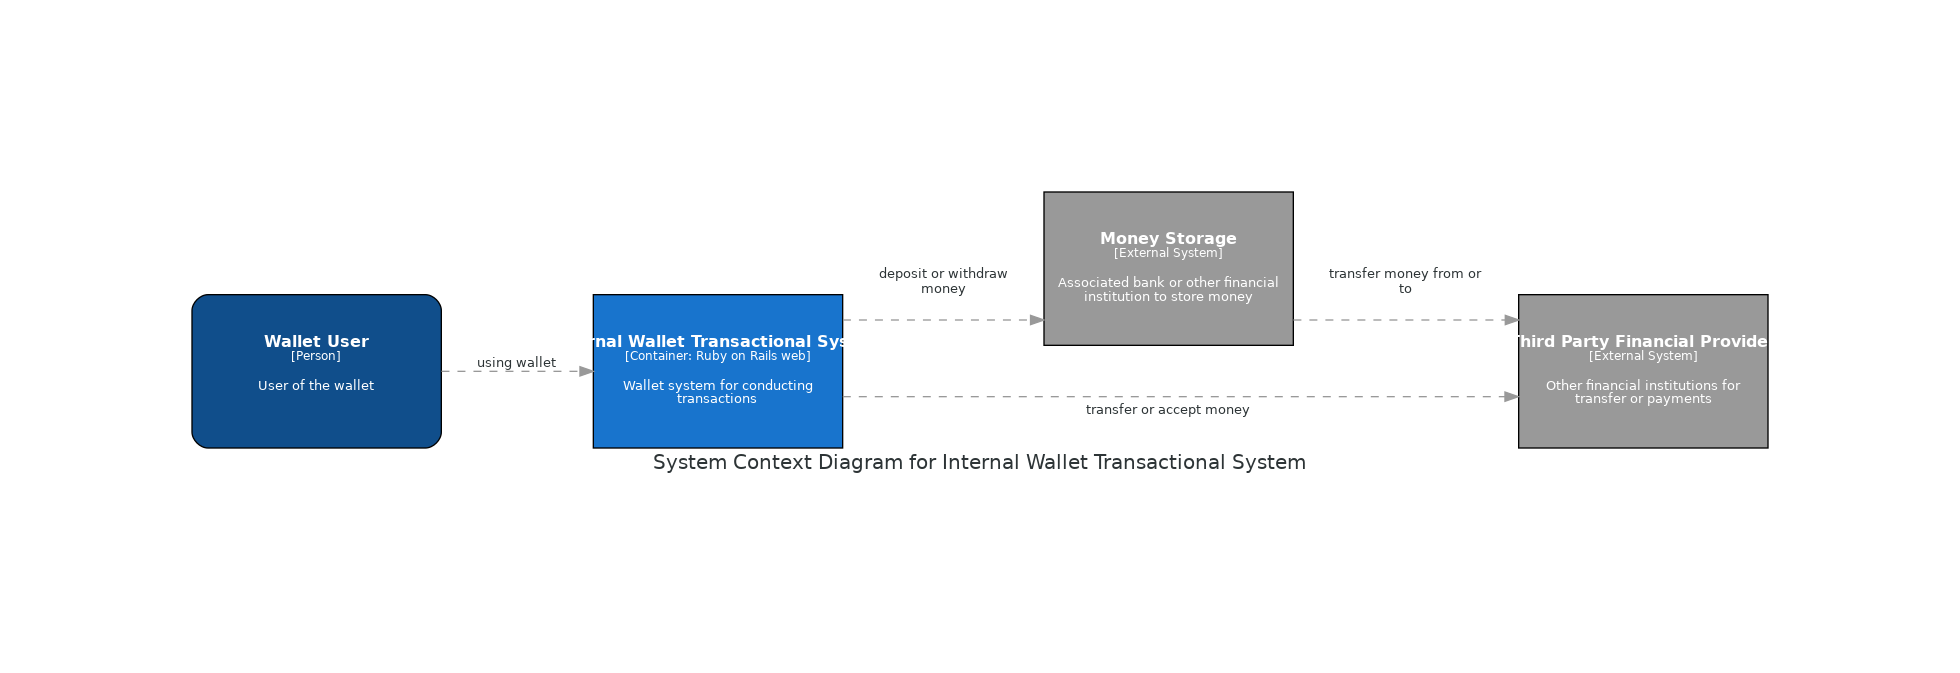 Money Storage
[External System]
Associated bank or other financial
institution to store money
deposit or withdraw
money
transfer money from or
to
Wallet User
[Person]
User of the wallet
using wallet
rnal Wallet Transactional Sys
[Container: Ruby on Rails web]
Wallet system for conducting
transactions
Third Party Financial Provide
[External System]
Other financial institutions for
transfer or payments
transfer or accept money
System Context Diagram for Internal Wallet Transactional System